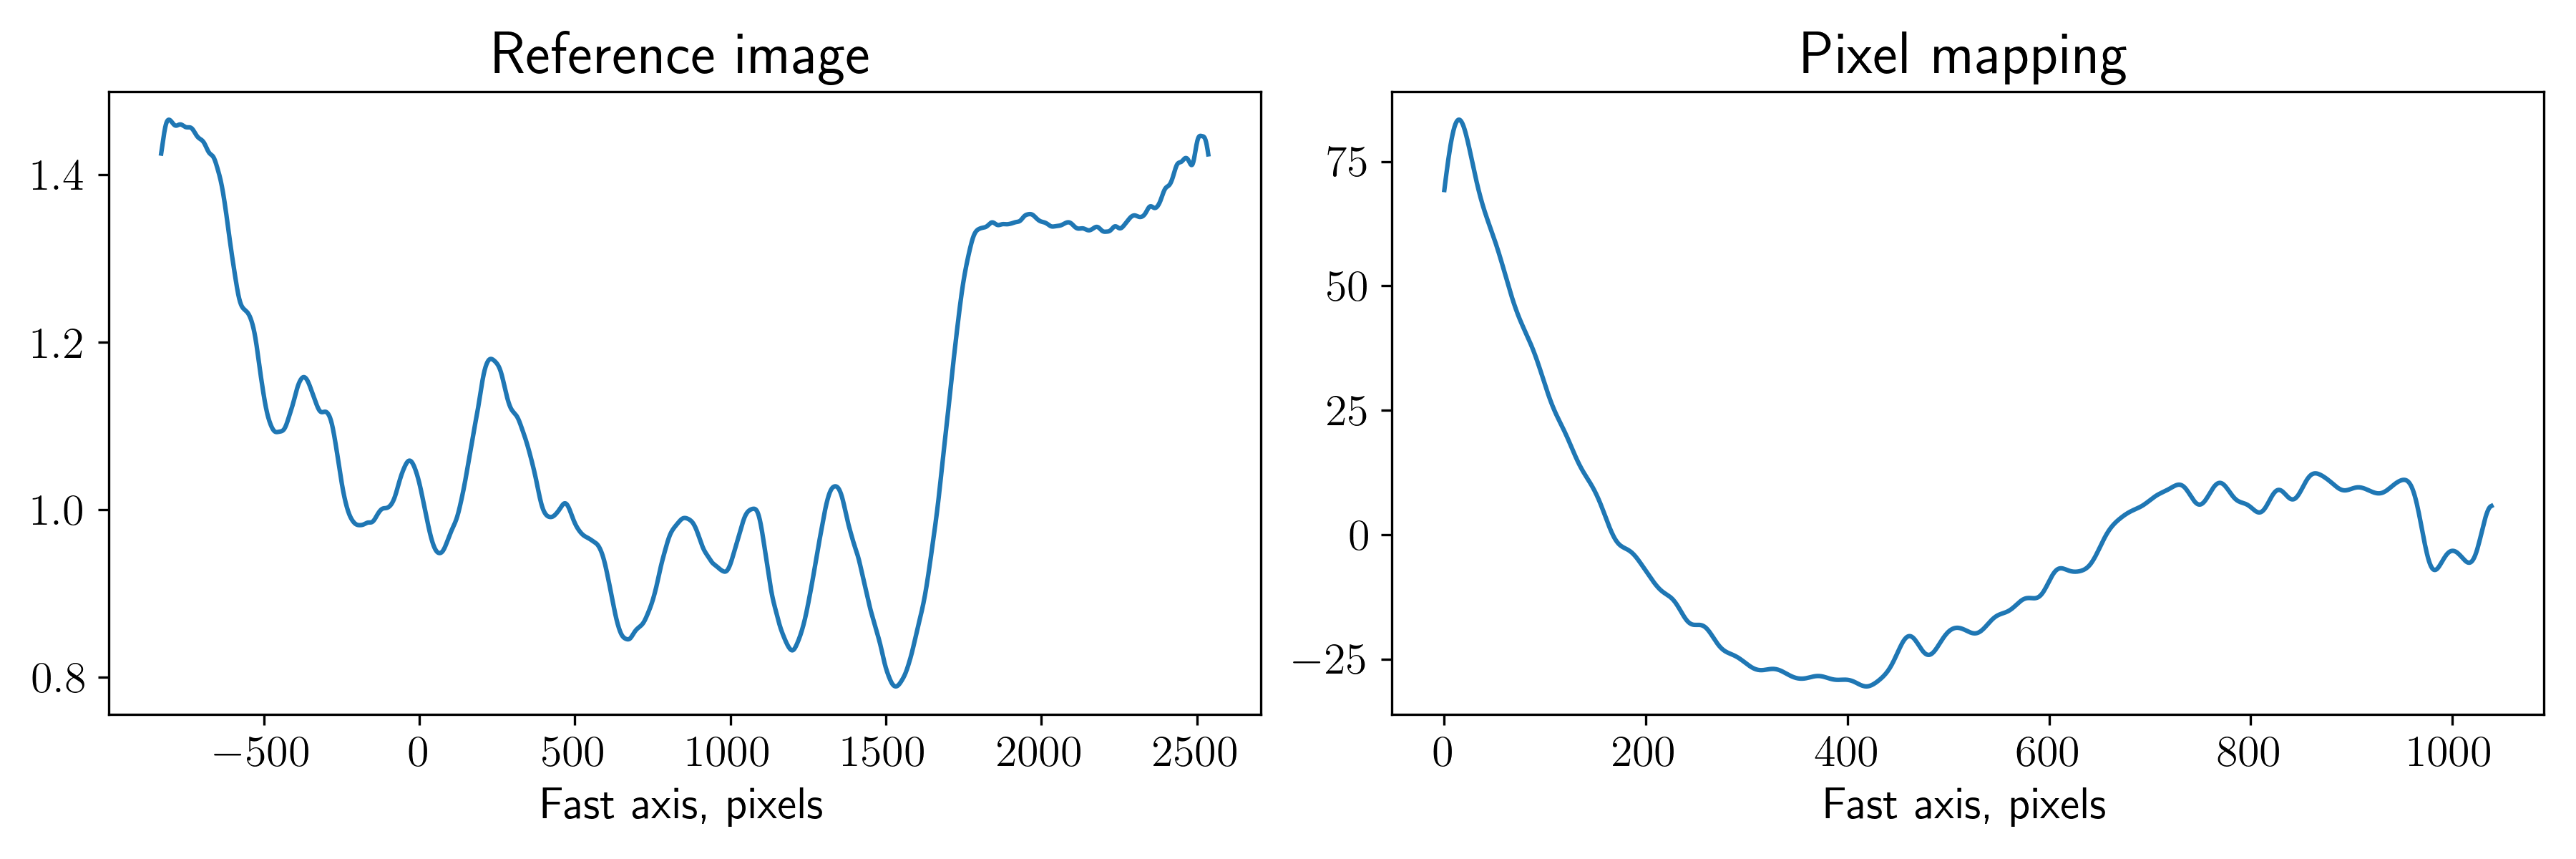 Reference image
1.4
1.2
1.0
0.8
−500 0 500 1000 1500 2000 2500
Fast axis, pixels
Pixel mapping
75
50
25
0
−25
0 200 400 600 800 1000
Fast axis, pixels